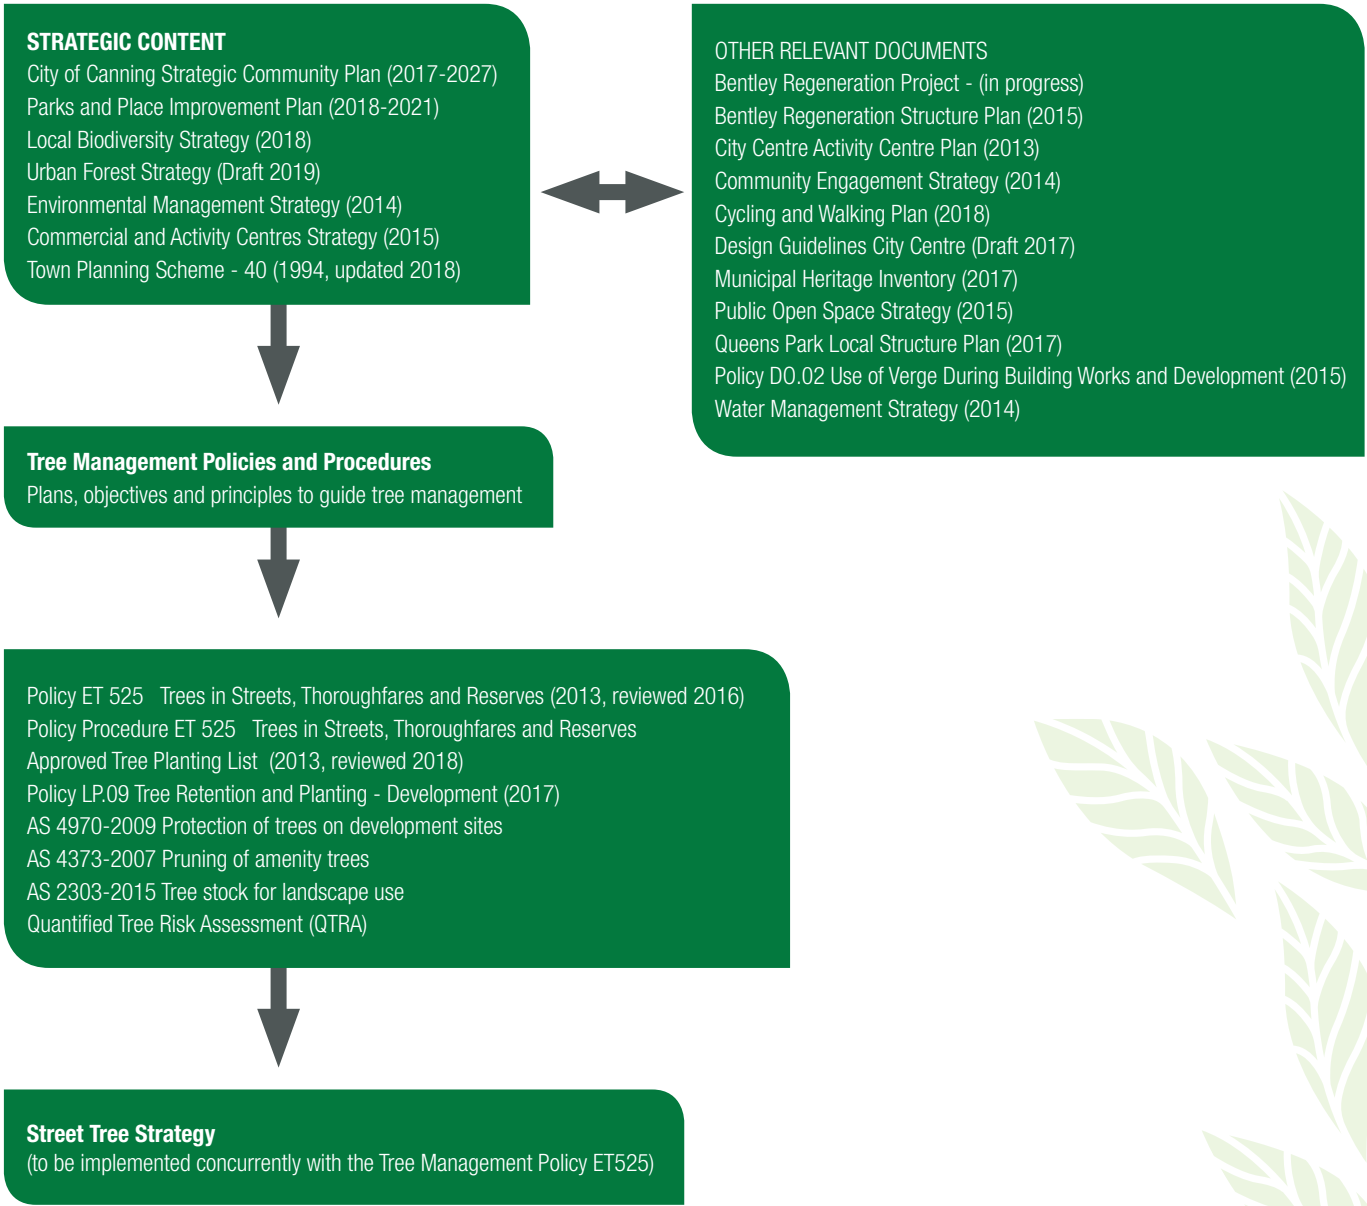 STRATEGIC CONTENT
City of Canning Strategic Community Plan (2017-2027)
Parks and Place Improvement Plan (2018-2021)
Local Biodiversity Strategy (2018)
Urban Forest Strategy (Draft 2019)
Environmental Management Strategy (2014)
Commercial and Activity Centres Strategy (2015)
Town Planning Scheme - 40 (1994, updated 2018)
OTHER RELEVANT DOCUMENTS
Bentley Regeneration Project - (in progress)
Bentley Regeneration Structure Plan (2015)
City Centre Activity Centre Plan (2013)
Community Engagement Strategy (2014)
Cycling and Walking Plan (2018)
Design Guidelines City Centre (Draft 2017)
Municipal Heritage Inventory (2017)
Public Open Space Strategy (2015)
Queens Park Local Structure Plan (2017)
Policy DO.02 Use of Verge During Building Works and Development (2015)
Water Management Strategy (2014)
Tree Management Policies and Procedures
Plans, objectives and principles to guide tree management
Policy ET 525 Trees in Streets, Thoroughfares and Reserves (2013, reviewed 2016)
Policy Procedure ET 525 Trees in Streets, Thoroughfares and Reserves
Approved Tree Planting List (2013, reviewed 2018)
Policy LP.09 Tree Retention and Planting - Development (2017)
AS 4970-2009 Protection of trees on development sites
AS 4373-2007 Pruning of amenity trees
AS 2303-2015 Tree stock for landscape use
Quantified Tree Risk Assessment (QTRA)
Street Tree Strategy
(to be implemented concurrently with the Tree Management Policy ET525)